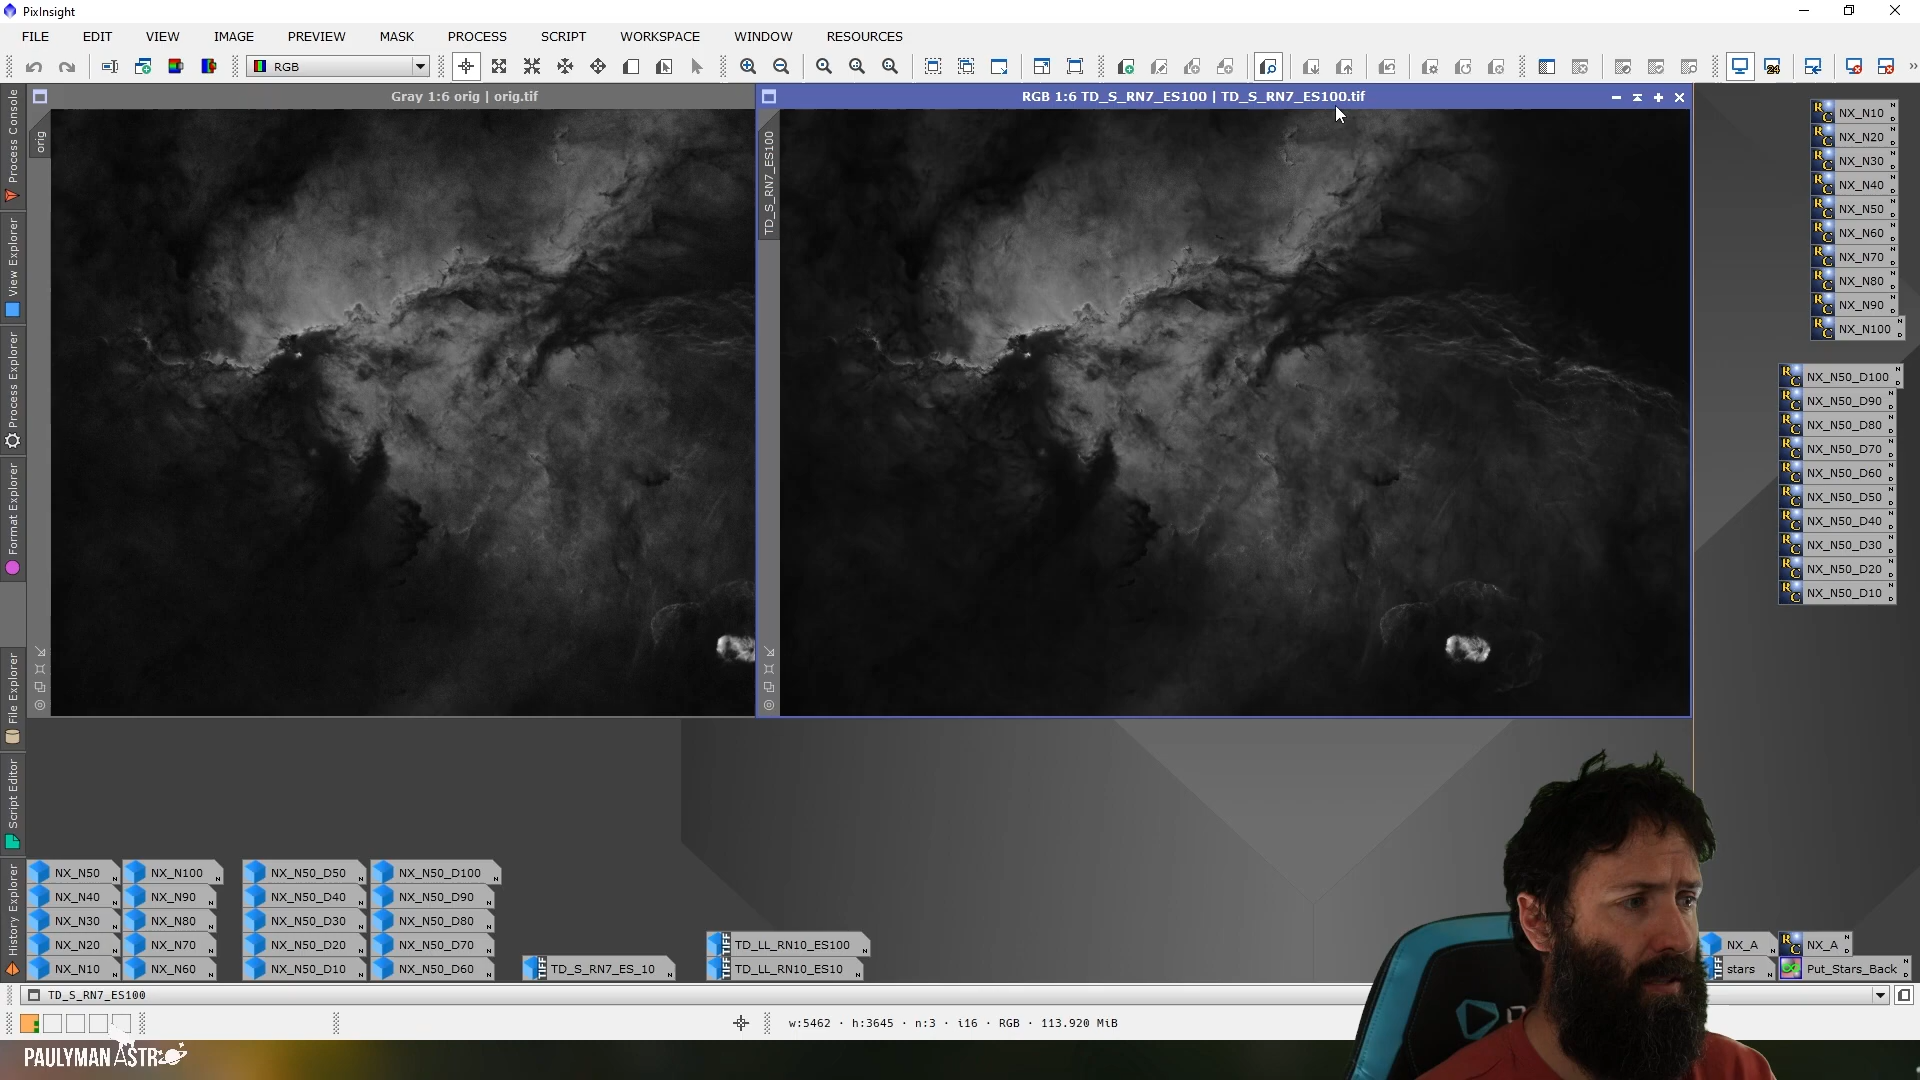 PixInsight
FILE EDIT VIEW IMAGE PREVIEW MASK PROCESS SCRIPT WORKSPACE WINDOW RESOURCES
RGB
24
Gray 1:6 orig | orig.tif
RGB 1:6 TD_S_RN7_ES100 | TD_S_RN7_ES100.tif
orig
TD_S_RN7_ES100
Process Console
View Explorer
Process Explorer
Format Explorer
File Explorer
Script Editor
History Explorer
NX_N10
NX_N20
NX_N30
NX_N40
NX_N50
NX_N60
NX_N70
NX_N80
NX_N90
NX_N100
NX_N50_D100
NX_N50_D90
NX_N50_D80
NX_N50_D70
NX_N50_D60
NX_N50_D50
NX_N50_D40
NX_N50_D30
NX_N50_D20
NX_N50_D10
NX_N50 NX_N100 NX_N50_D50 NX_N50_D100
NX_N40 NX_N90 NX_N50_D40 NX_N50_D90
NX_N30 NX_N80 NX_N50_D30 NX_N50_D80
NX_N20 NX_N70 NX_N50_D20 NX_N50_D70 TD_LL_RN10_ES100 NX_A NX_A
NX_N10 NX_N60 NX_N50_D10 NX_N50_D60 TD_S_RN7_ES_10 TD_LL_RN10_ES10 stars Put_Stars_Back
TD_S_RN7_ES100
w:5462 · h:3645 · n:3 · i16 · RGB · 113.920 MiB
PAULYMAN ASTRO